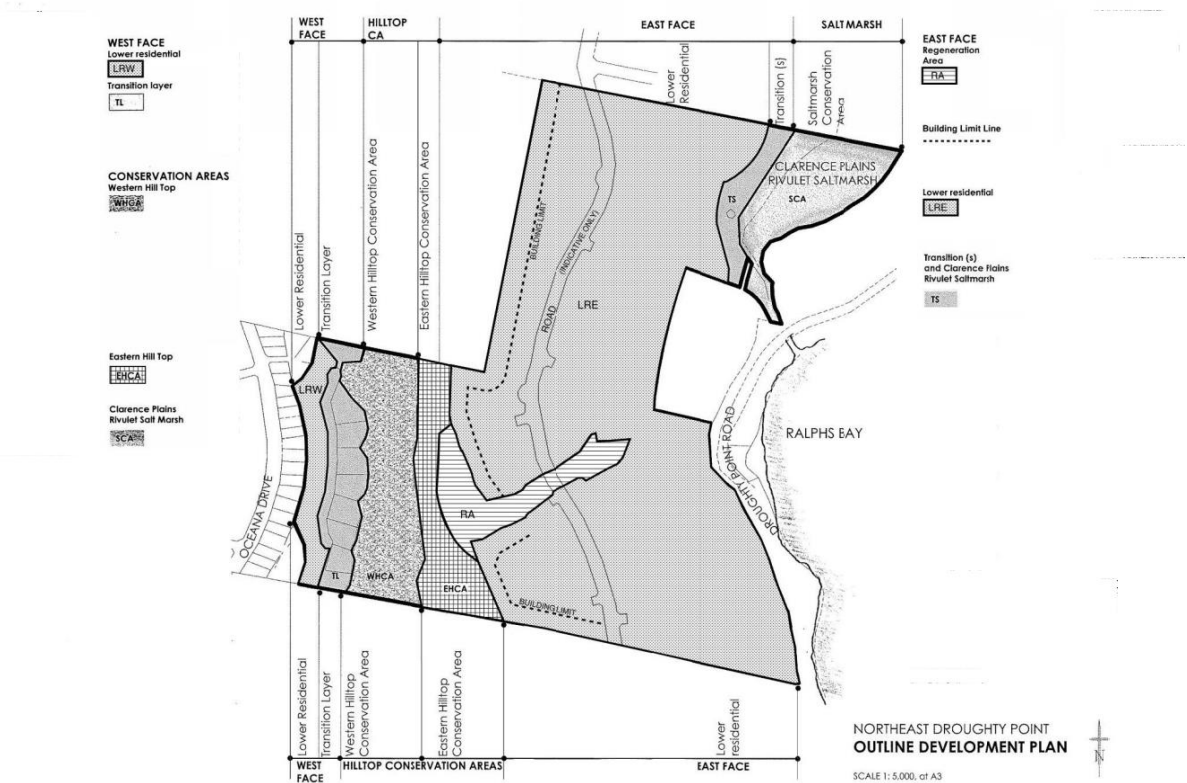 WEST
FACE
HILLTOP
CA
EAST FACE
SALTMARSH
WEST FACE
Lower residential
LRW
Transition layer
TL
CONSERVATION AREAS
Western Hill Top
WHCA
Eastern Hill Top
EHCA
Clarence Plains
Rivulet Salt Marsh
SCA
EAST FACE
Regeneration
Area
RA
Building Limit Line
Lower residential
LRE
Transition (s)
and Clarence Plains
Rivulet Saltmarsh
TS
Lower Residential
Transition Layer
Western Hilltop Conservation Area
Eastern Hilltop Conservation Area
Lower
Residential
Transition (s)
Saltmarsh
Conservation
Area
CLARENCE PLAINS
RIVULET SALTMARSH
SCA
TS
BUILDING LIMIT
ROAD
(INDICATIVE ONLY)
LRE
LRW
RA
TL
WHCA
EHCA
BUILDING LIMIT
OCEANA DRIVE
DROUGHTY POINT ROAD
RALPHS BAY
Lower Residential
Transition Layer
Western Hilltop
Conservation Area
Eastern Hilltop
Conservation Area
Lower
residential
WEST
FACE
HILLTOP CONSERVATION AREAS
EAST FACE
NORTHEAST DROUGHTY POINT
OUTLINE DEVELOPMENT PLAN
SCALE 1: 5,000, at A3
N